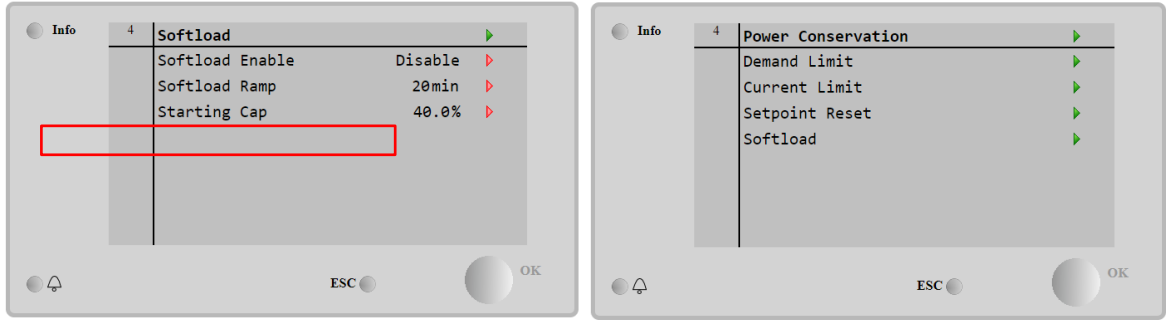 Info
4
Softload
Softload Enable Disable
Softload Ramp 20min
Starting Cap 40.0%
ESC
OK
Info
4
Power Conservation
Demand Limit
Current Limit
Setpoint Reset
Softload
ESC
OK